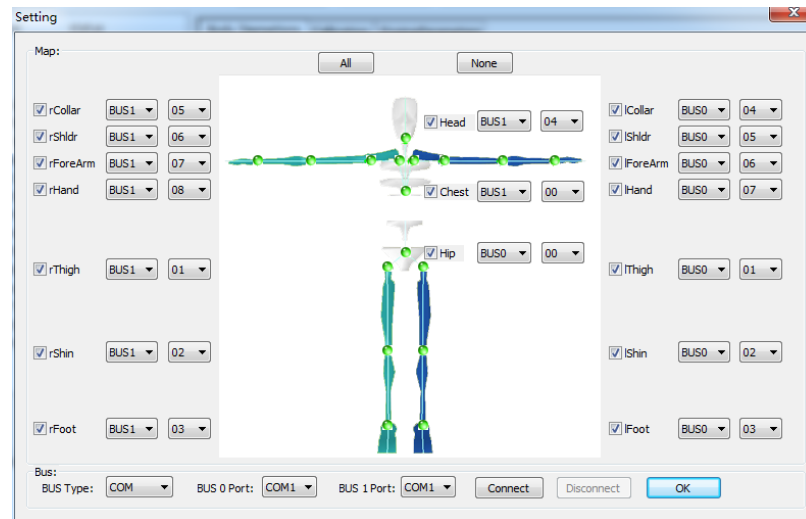 Setting
Map:
All None
rCollar BUS1 05
Head BUS1 04
lCollar BUS0 04
rShldr BUS1 06
lShldr BUS0 05
rForeArm BUS1 07
lForeArm BUS0 06
rHand BUS1 08
Chest BUS1 00
lHand BUS0 07
Hip BUS0 00
rThigh BUS1 01
lThigh BUS0 01
rShin BUS1 02
lShin BUS0 02
rFoot BUS1 03
lFoot BUS0 03
Bus:
BUS Type: COM BUS 0 Port: COM1 BUS 1 Port: COM1 Connect Disconnect OK